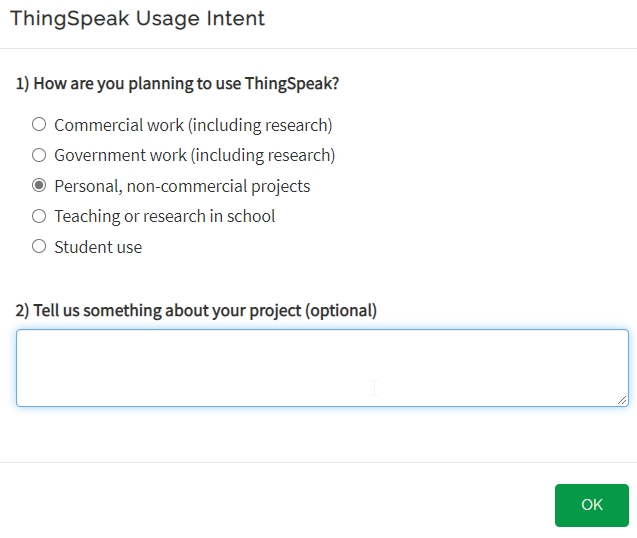 ThingSpeak Usage Intent
1) How are you planning to use ThingSpeak?
Commercial work (including research)
Government work (including research)
Personal, non-commercial projects
Teaching or research in school
Student use
2) Tell us something about your project (optional)
OK